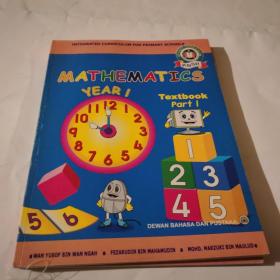 INTEGRATED CURRICULUM FOR PRIMARY SCHOOLS
MATHEMATICS
YEAR 1
Textbook
Part 1
12
1
2
3
4
5
6
7
8
9
10
11
1
2 3
4 5
5 6
DEWAN BAHASA DAN PUSTAKA
WAN YUSOF BIN WAN NGAH
FEZARUDIN BIN MAHAMUDIN
MOHD. MARZUKI BIN MAULUD